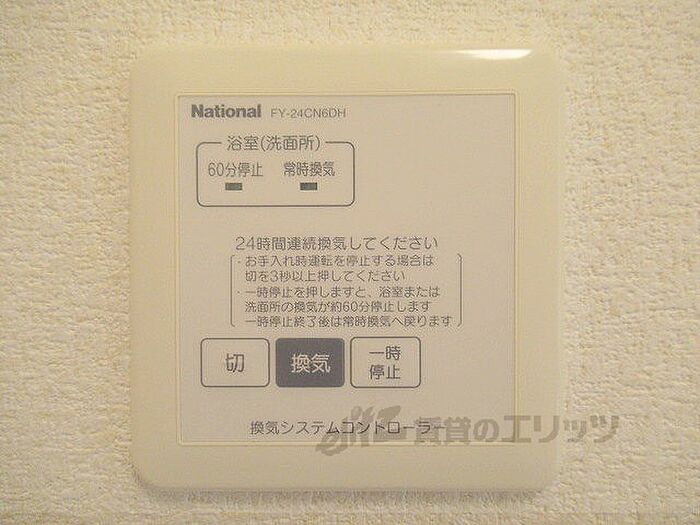 National FY-24CN6DH
浴室(洗面所)
60分停止 常時換気
24時間連続換気してください
・お手入れ時運転を停止する場合は
切を3秒以上押してください
・一時停止を押しますと、浴室または
洗面所の換気が約60分停止します
一時停止終了後は常時換気へ戻ります
切 換気 一時
停止
換気システムコントローラー
elitz 賃貸のエリッツ